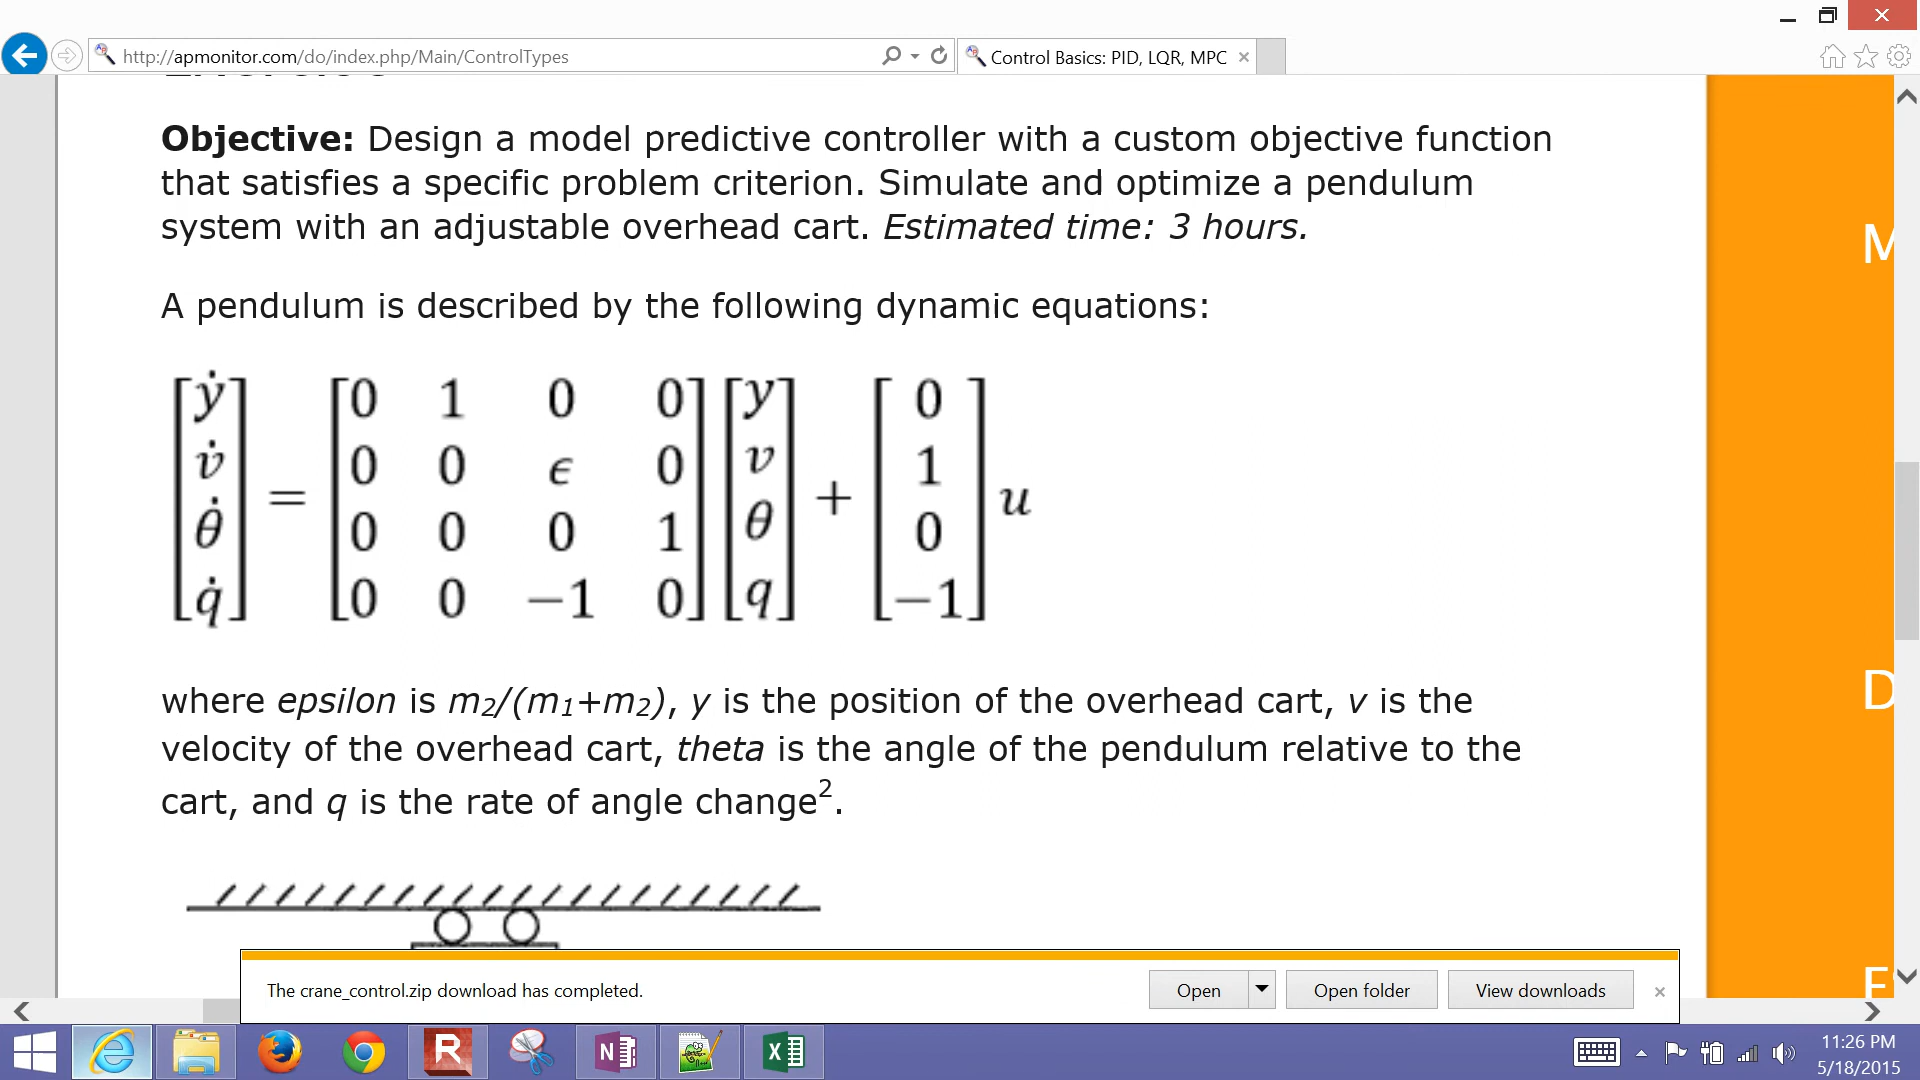 http://apmonitor.com/do/index.php/Main/ControlTypes
Control Basics: PID, LQR, MPC
Objective: Design a model predictive controller with a custom objective function
that satisfies a specific problem criterion. Simulate and optimize a pendulum
system with an adjustable overhead cart. Estimated time: 3 hours.
A pendulum is described by the following dynamic equations:
[ẏ] [0 1 0 0] [y] [0]
[v̇] [0 0 ϵ 0] [v] [1]
[θ̇] = [0 0 0 1] [θ] + [0] u
[q̇] [0 0 −1 0] [q] [−1]
where epsilon is m2/(m1+m2), y is the position of the overhead cart, v is the
velocity of the overhead cart, theta is the angle of the pendulum relative to the
cart, and q is the rate of angle change².
M
D
The crane_control.zip download has completed.
Open
Open folder
View downloads
11:26 PM
5/18/2015